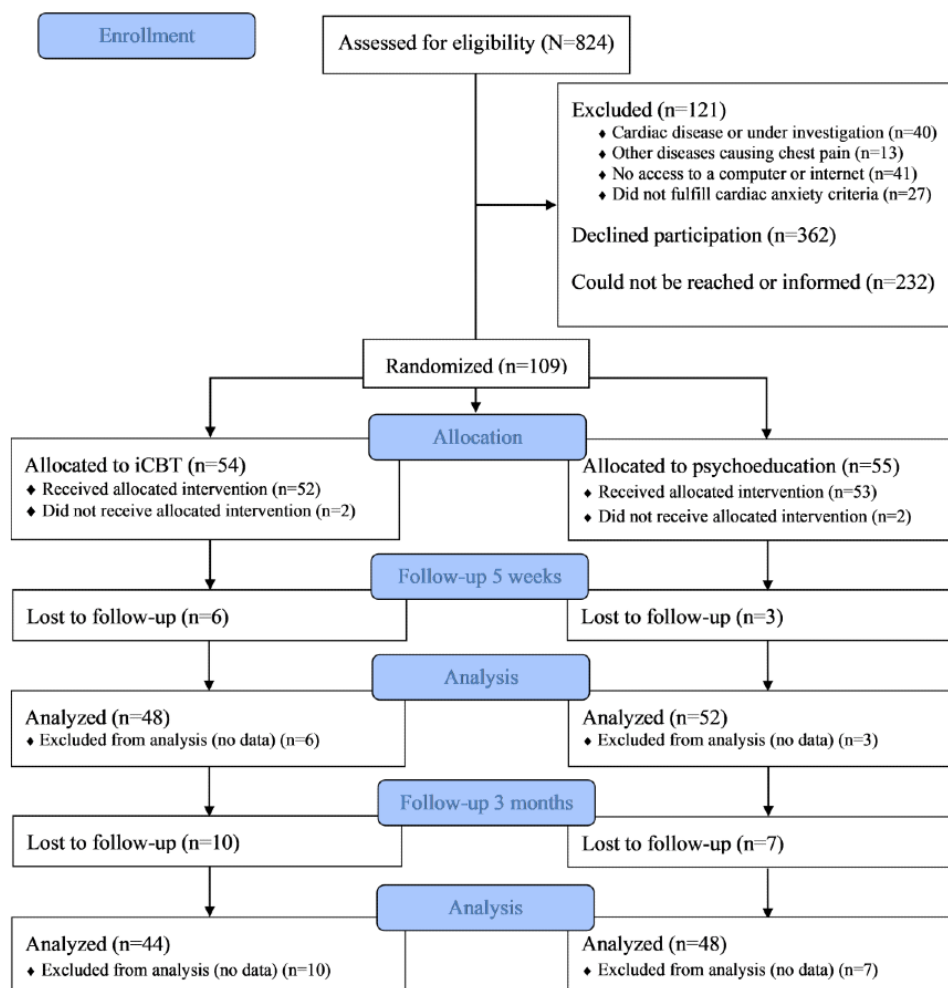 Enrollment
Assessed for eligibility (N=824)
Excluded (n=121)
♦ Cardiac disease or under investigation (n=40)
♦ Other diseases causing chest pain (n=13)
♦ No access to a computer or internet (n=41)
♦ Did not fulfill cardiac anxiety criteria (n=27)
Declined participation (n=362)
Could not be reached or informed (n=232)
Randomized (n=109)
Allocation
Allocated to iCBT (n=54)
♦ Received allocated intervention (n=52)
♦ Did not receive allocated intervention (n=2)
Allocated to psychoeducation (n=55)
♦ Received allocated intervention (n=53)
♦ Did not receive allocated intervention (n=2)
Follow-up 5 weeks
Lost to follow-up (n=6)
Lost to follow-up (n=3)
Analysis
Analyzed (n=48)
♦ Excluded from analysis (no data) (n=6)
Analyzed (n=52)
♦ Excluded from analysis (no data) (n=3)
Follow-up 3 months
Lost to follow-up (n=10)
Lost to follow-up (n=7)
Analysis
Analyzed (n=44)
♦ Excluded from analysis (no data) (n=10)
Analyzed (n=48)
♦ Excluded from analysis (no data) (n=7)